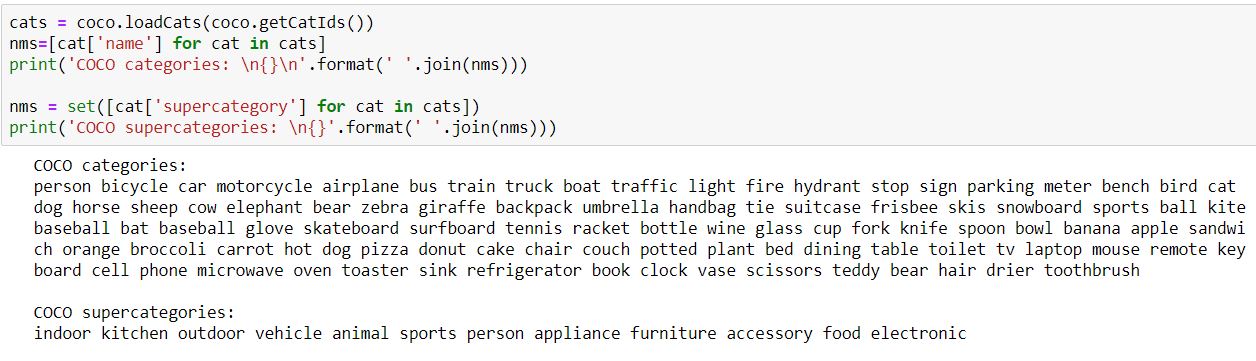 cats = coco.loadCats(coco.getCatIds())
nms=[cat['name'] for cat in cats]
print('COCO categories: \n{}\n'.format(' '.join(nms)))

nms = set([cat['supercategory'] for cat in cats])
print('COCO supercategories: \n{}'.format(' '.join(nms)))

COCO categories:
person bicycle car motorcycle airplane bus train truck boat traffic light fire hydrant stop sign parking meter bench bird cat
dog horse sheep cow elephant bear zebra giraffe backpack umbrella handbag tie suitcase frisbee skis snowboard sports ball kite
baseball bat baseball glove skateboard surfboard tennis racket bottle wine glass cup fork knife spoon bowl banana apple sandwi
ch orange broccoli carrot hot dog pizza donut cake chair couch potted plant bed dining table toilet tv laptop mouse remote key
board cell phone microwave oven toaster sink refrigerator book clock vase scissors teddy bear hair drier toothbrush

COCO supercategories:
indoor kitchen outdoor vehicle animal sports person appliance furniture accessory food electronic